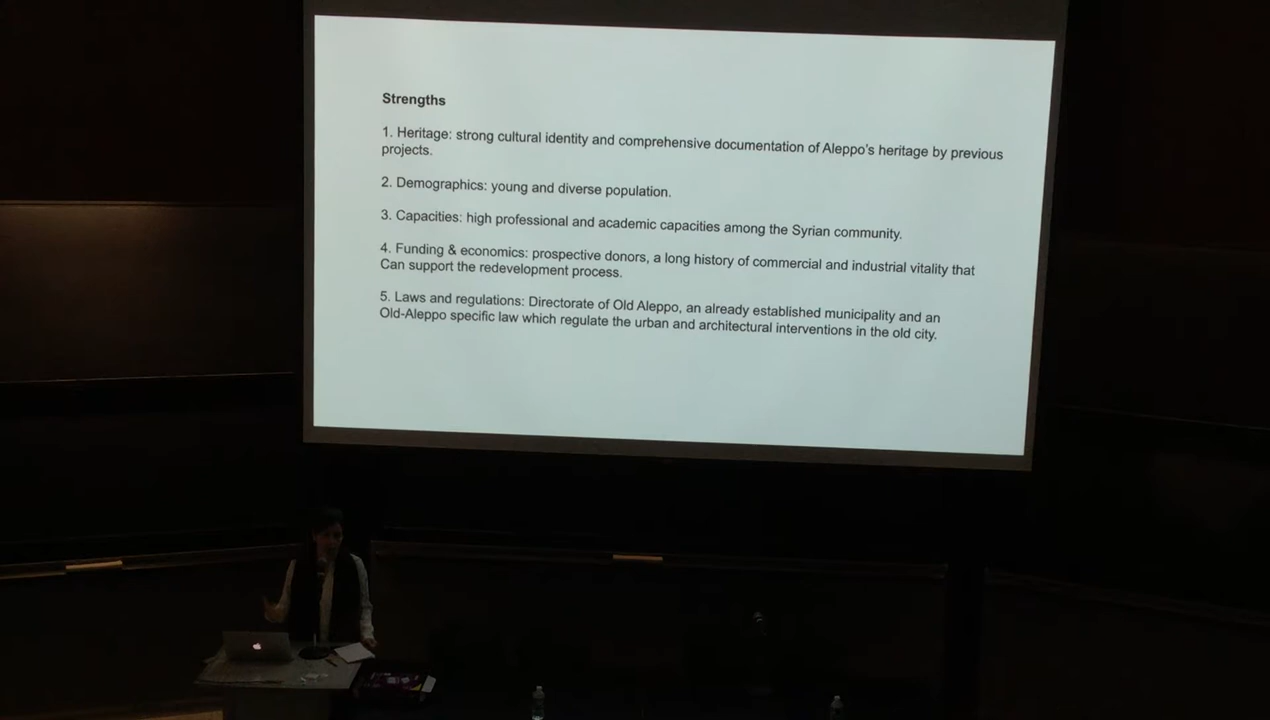 Strengths
1. Heritage: strong cultural identity and comprehensive documentation of Aleppo's heritage by previous
projects.
2. Demographics: young and diverse population.
3. Capacities: high professional and academic capacities among the Syrian community.
4. Funding & economics: prospective donors, a long history of commercial and industrial vitality that
Can support the redevelopment process.
5. Laws and regulations: Directorate of Old Aleppo, an already established municipality and an
Old-Aleppo specific law which regulate the urban and architectural interventions in the old city.